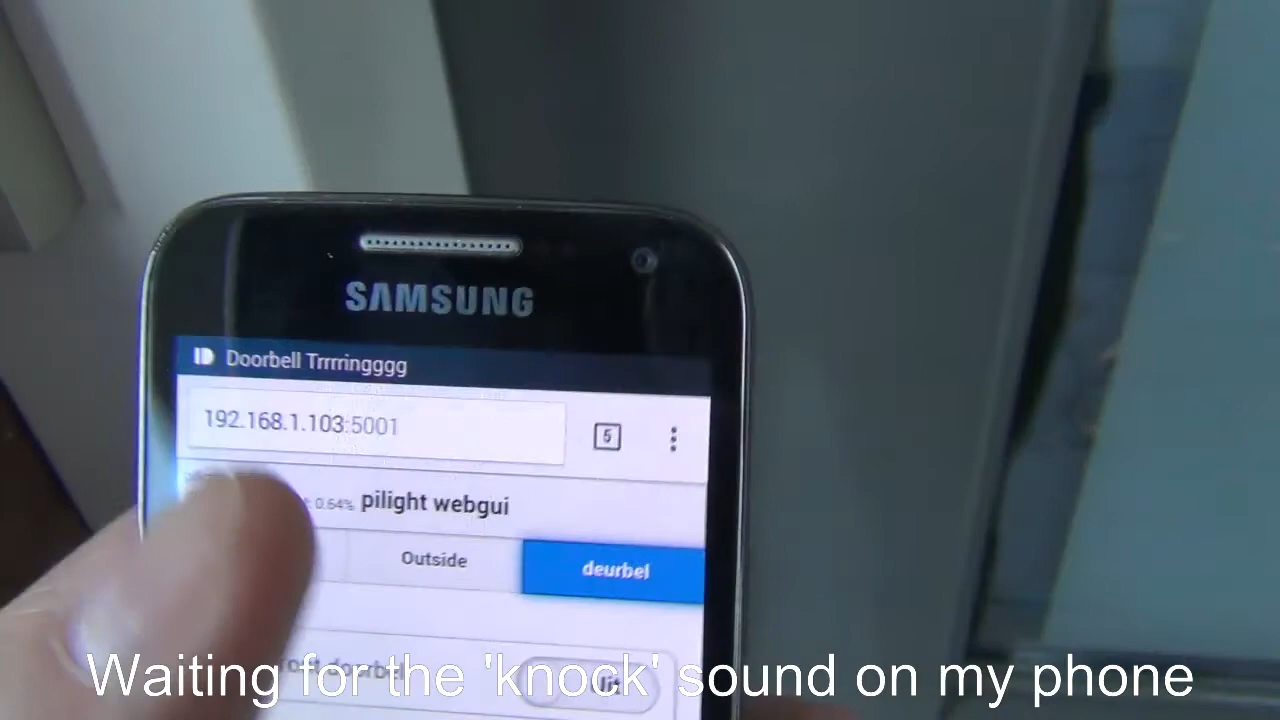 SAMSUNG
Doorbell Trrrringggg
192.168.1.103:5001
5
0.64% pilight webgui
Outside
deurbel
Waiting for the 'knock' sound on my phone